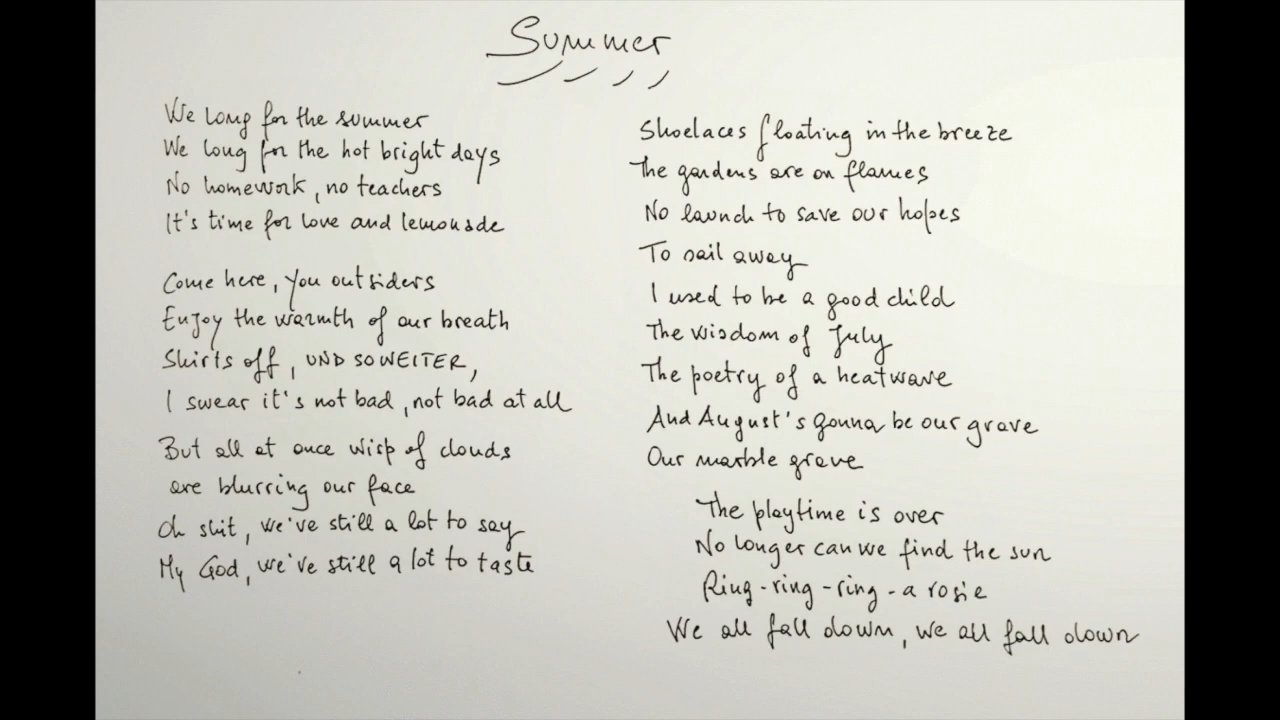 Summer
We long for the summer
We long for the hot bright days
No homework, no teachers
It's time for love and lemonade
Come here, you outsiders
Enjoy the warmth of our breath
Shirts off, UND SO WEITER,
I swear it's not bad, not bad at all
But all at once wisp of clouds
are blurring our face
Oh shit, we've still a lot to say
My God, we've still a lot to taste
Shoelaces floating in the breeze
The gardens are on flames
No launch to save our hopes
To sail away
I used to be a good child
The wisdom of July
The poetry of a heatwave
And August's gonna be our grave
Our marble grave
The playtime is over
No longer can we find the sun
Ring-ring-ring-a rosie
We all fall down, we all fall down